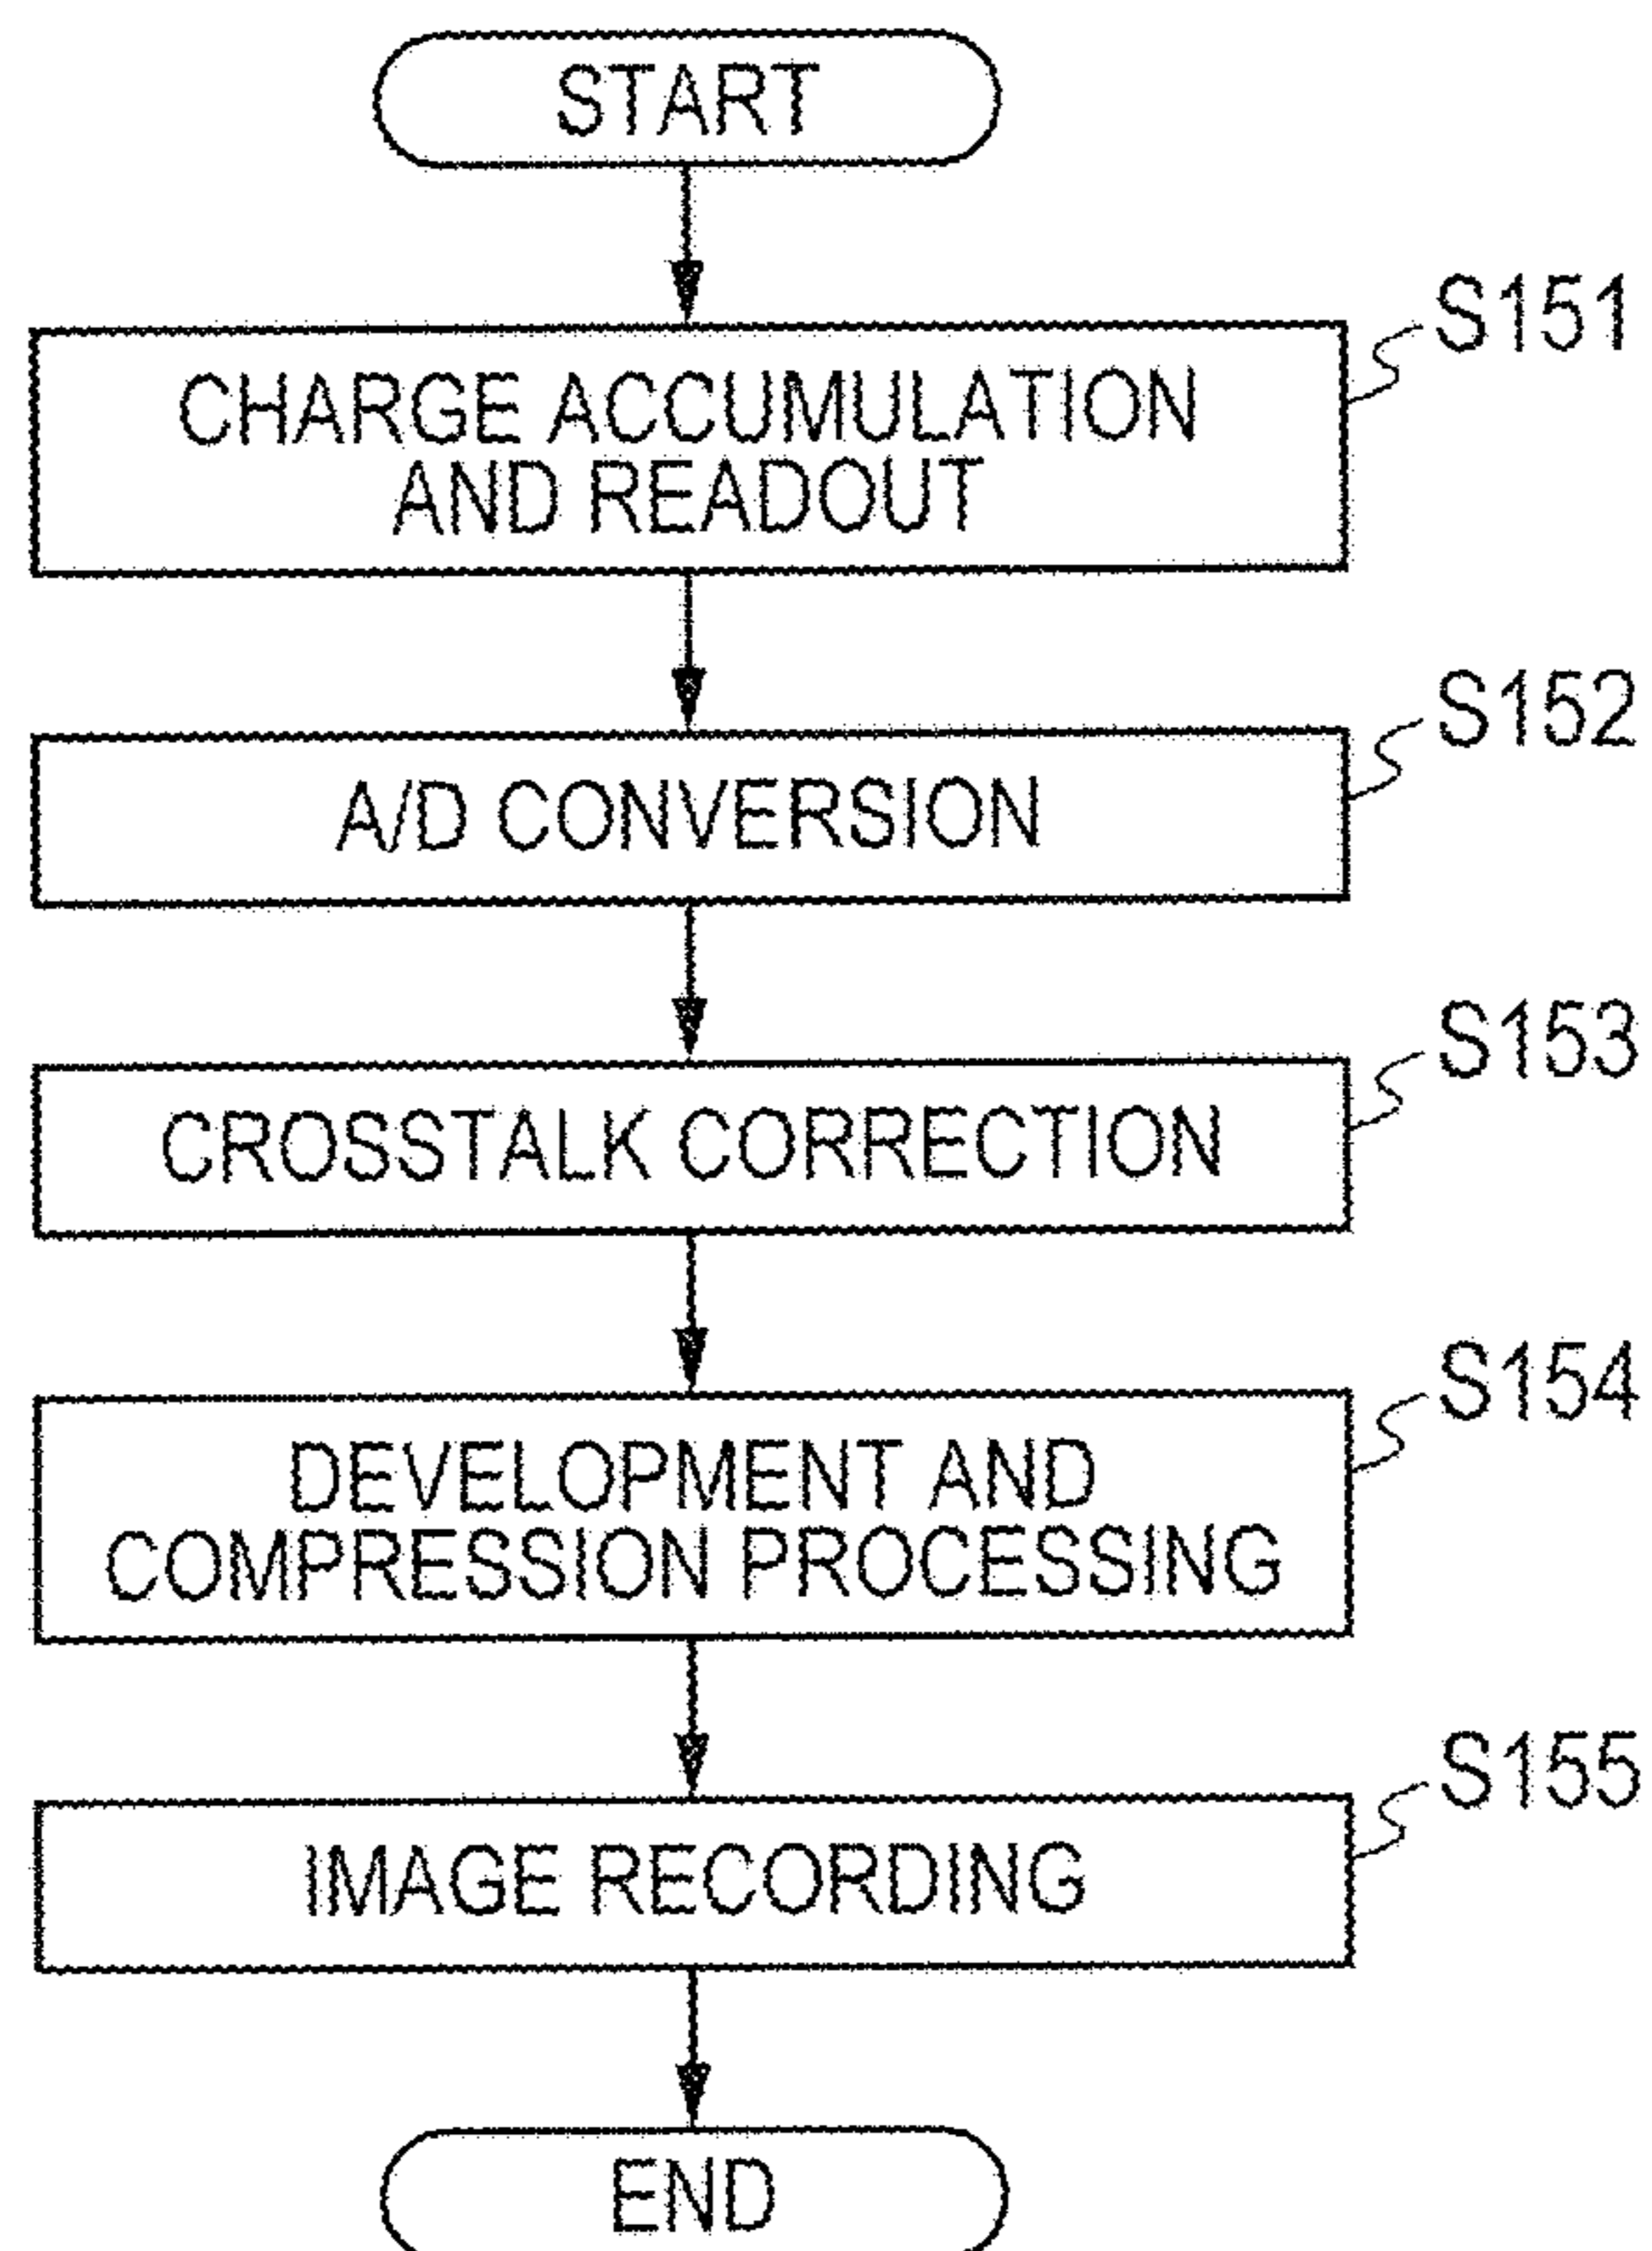 START
S151
CHARGE ACCUMULATION
AND READOUT
S152
A/D CONVERSION
S153
CROSSTALK CORRECTION
S154
DEVELOPMENT AND
COMPRESSION PROCESSING
S155
IMAGE RECORDING
END